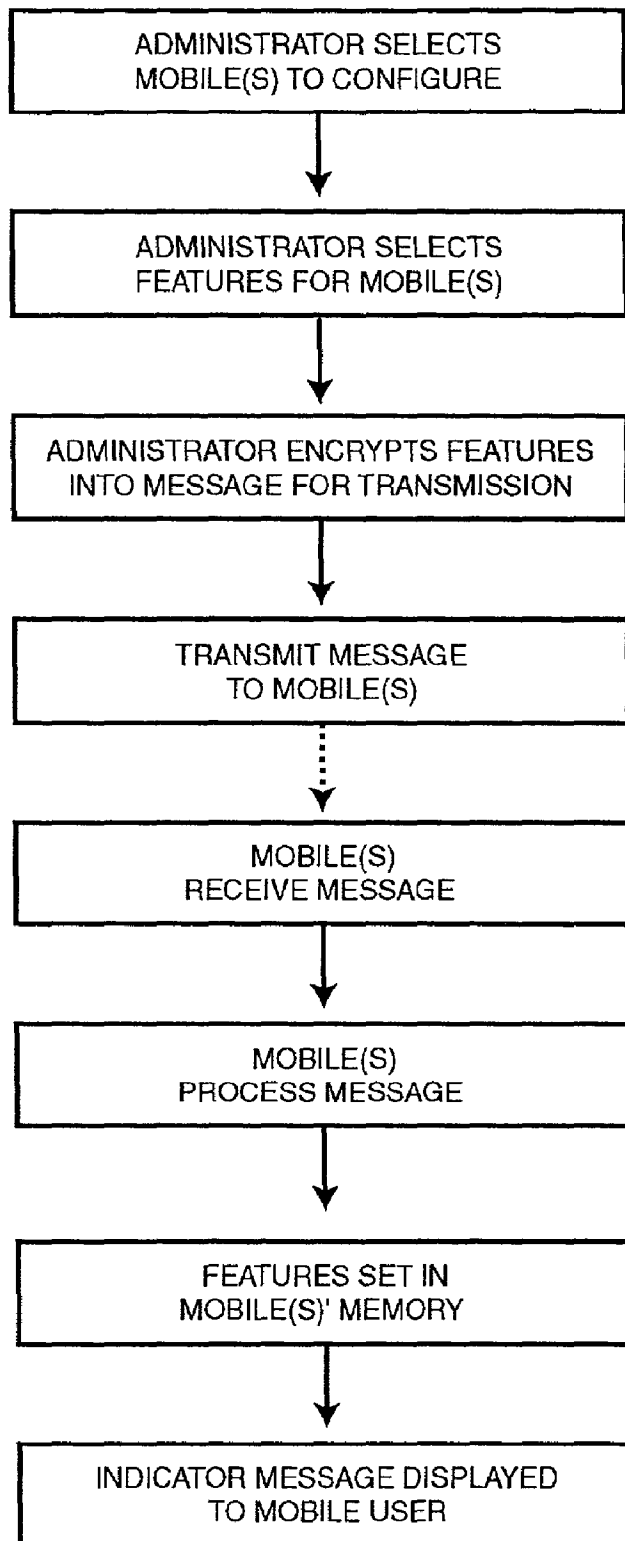 ADMINISTRATOR SELECTS
MOBILE(S) TO CONFIGURE
ADMINISTRATOR SELECTS
FEATURES FOR MOBILE(S)
ADMINISTRATOR ENCRYPTS FEATURES
INTO MESSAGE FOR TRANSMISSION
TRANSMIT MESSAGE
TO MOBILE(S)
MOBILE(S)
RECEIVE MESSAGE
MOBILE(S)
PROCESS MESSAGE
FEATURES SET IN
MOBILE(S)' MEMORY
INDICATOR MESSAGE DISPLAYED
TO MOBILE USER